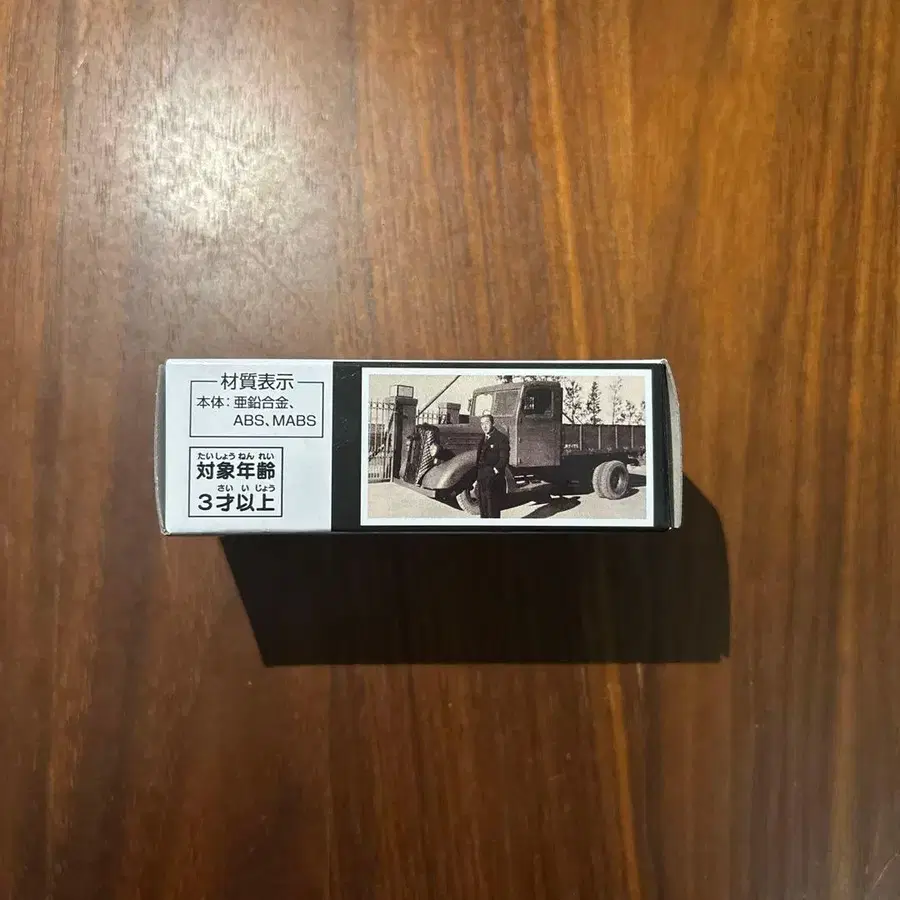 材質表示
本体：亜鉛合金、
ABS、MABS
たいしょうねんれい
対象年齢
さいいじょう
3才以上